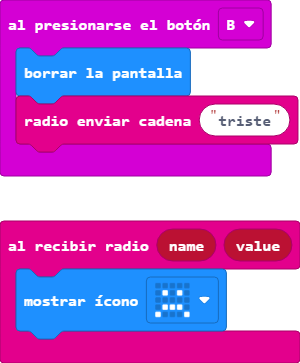 al presionarse el botón B
borrar la pantalla
radio enviar cadena "triste"
al recibir radio name value
mostrar ícono